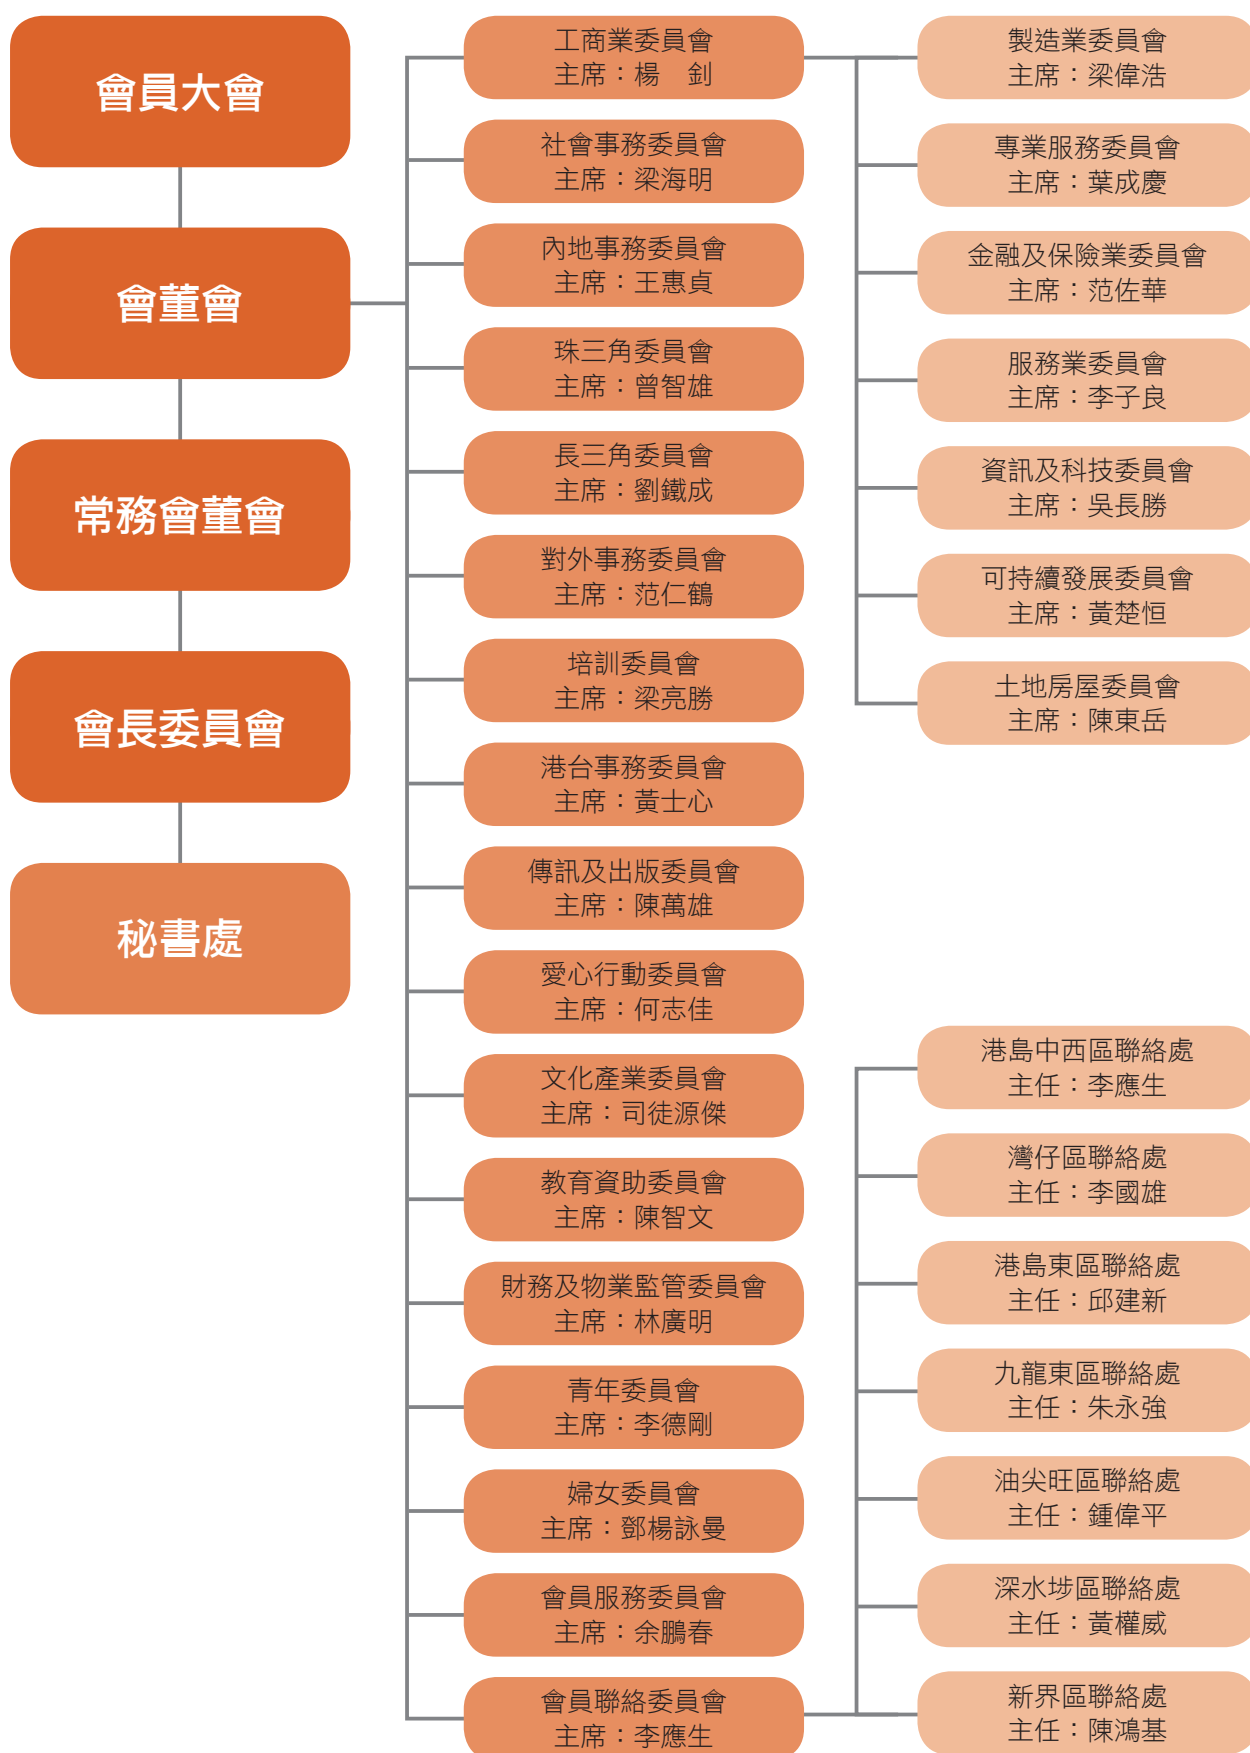 會員大會
會董會
常務會董會
會長委員會
秘書處
工商業委員會
主席：楊　釗
社會事務委員會
主席：梁海明
內地事務委員會
主席：王惠貞
珠三角委員會
主席：曾智雄
長三角委員會
主席：劉鐵成
對外事務委員會
主席：范仁鶴
培訓委員會
主席：梁亮勝
港台事務委員會
主席：黃士心
傳訊及出版委員會
主席：陳萬雄
愛心行動委員會
主席：何志佳
文化產業委員會
主席：司徒源傑
教育資助委員會
主席：陳智文
財務及物業監管委員會
主席：林廣明
青年委員會
主席：李德剛
婦女委員會
主席：鄧楊詠曼
會員服務委員會
主席：余鵬春
會員聯絡委員會
主席：李應生
製造業委員會
主席：梁偉浩
專業服務委員會
主席：葉成慶
金融及保險業委員會
主席：范佐華
服務業委員會
主席：李子良
資訊及科技委員會
主席：吳長勝
可持續發展委員會
主席：黃楚恒
土地房屋委員會
主席：陳東岳
港島中西區聯絡處
主任：李應生
灣仔區聯絡處
主任：李國雄
港島東區聯絡處
主任：邱建新
九龍東區聯絡處
主任：朱永強
油尖旺區聯絡處
主任：鍾偉平
深水埗區聯絡處
主任：黃權威
新界區聯絡處
主任：陳鴻基